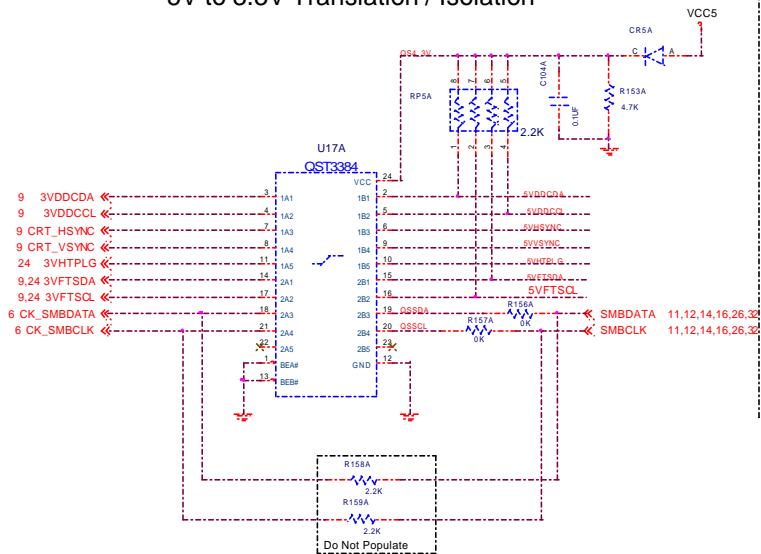 5V to 3.3V Translation / Isolation
VCC5
CR5A
C A
QS4_3V
C104A
0.1UF
R153A
4.7K
8 7 6 5
RP5A
2.2K
1 2 3 4
U17A
QST3384
VCC 24
9 3VDDCDA 3 1A1 1B1 2 5VDDCDA
9 3VDDCCL 4 1A2 1B2 5 5VDDCCL
9 CRT_HSYNC 7 1A3 1B3 6 5VHSYNC
9 CRT_VSYNC 8 1A4 1B4 9 5VVSYNC
24 3VHTPLG 11 1A5 1B5 10 5VHTPLG
9,24 3VFTSDA 14 2A1 2B1 15 5VFTSDA
9,24 3VFTSCL 17 2A2 2B2 16 5VFTSCL
6 CK_SMBDATA 18 2A3 2B3 19 QSSDA R156A 0K SMBDATA 11,12,14,16,26,32
6 CK_SMBCLK 21 2A4 2B4 20 QSSCL R157A 0K SMBCLK 11,12,14,16,26,32
22 2A5 2B5 23
1 BEA# GND 12
13 BEB#
R158A
2.2K
R159A
2.2K
Do Not Populate